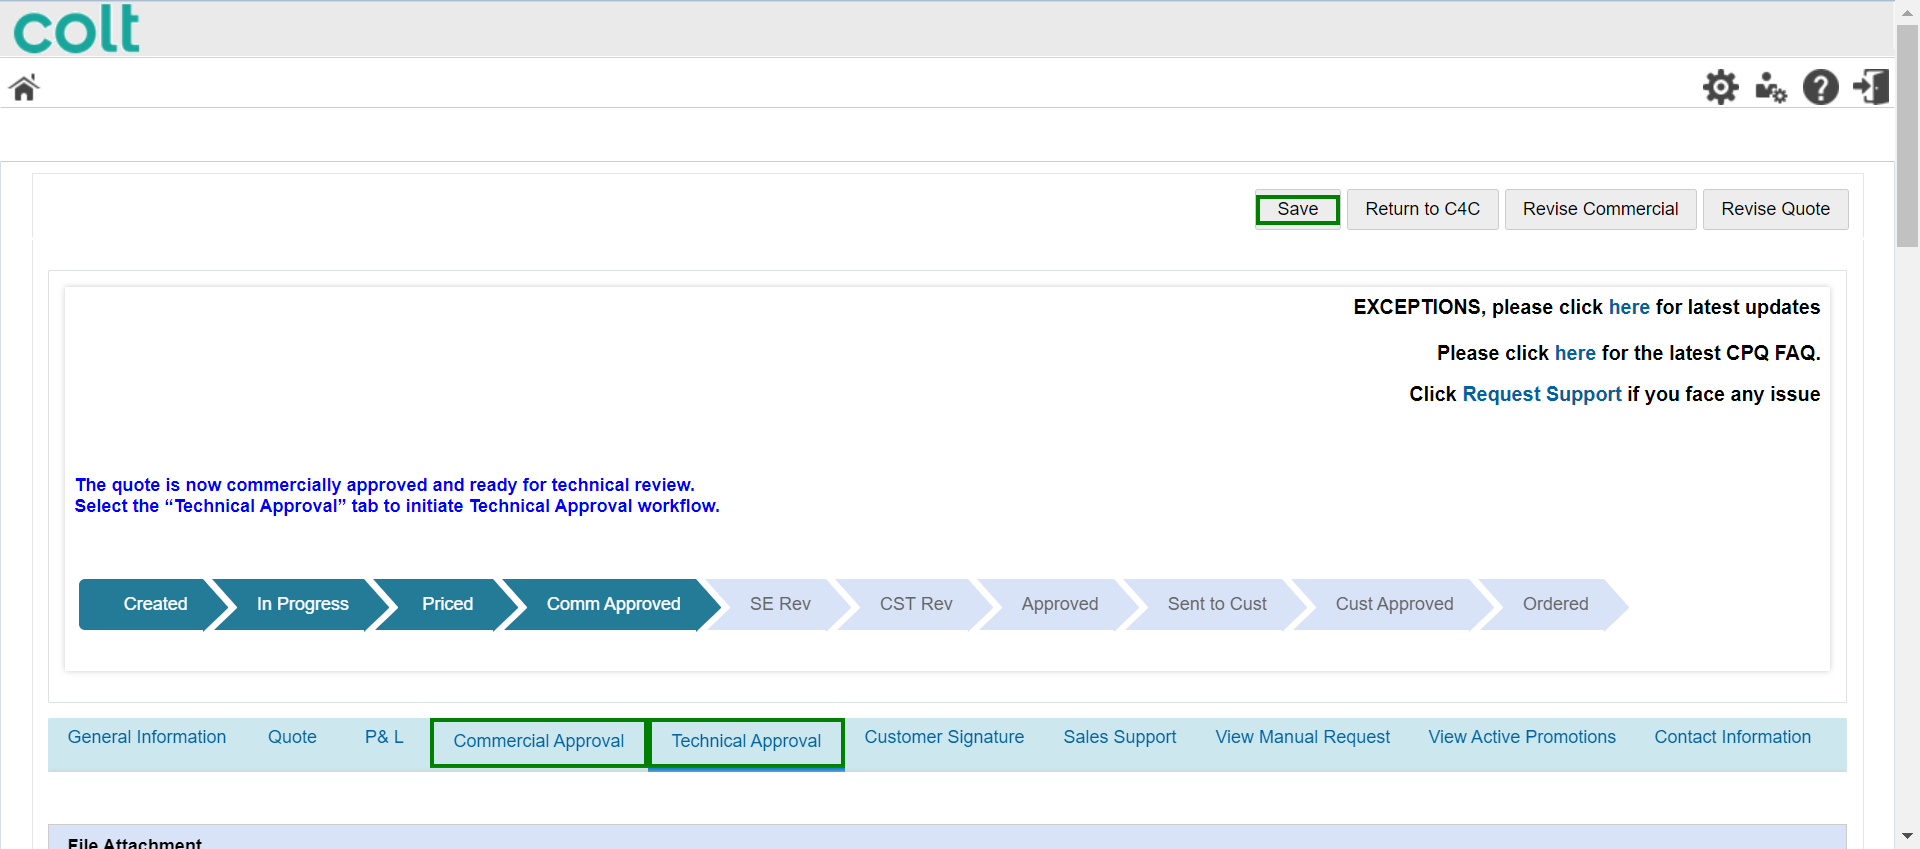 colt
Save
Return to C4C
Revise Commercial
Revise Quote
EXCEPTIONS, please click here for latest updates
Please click here for the latest CPQ FAQ.
Click Request Support if you face any issue
The quote is now commercially approved and ready for technical review.
Select the “Technical Approval” tab to initiate Technical Approval workflow.
Created
In Progress
Priced
Comm Approved
SE Rev
CST Rev
Approved
Sent to Cust
Cust Approved
Ordered
General Information
Quote
P& L
Commercial Approval
Technical Approval
Customer Signature
Sales Support
View Manual Request
View Active Promotions
Contact Information
File Attachment